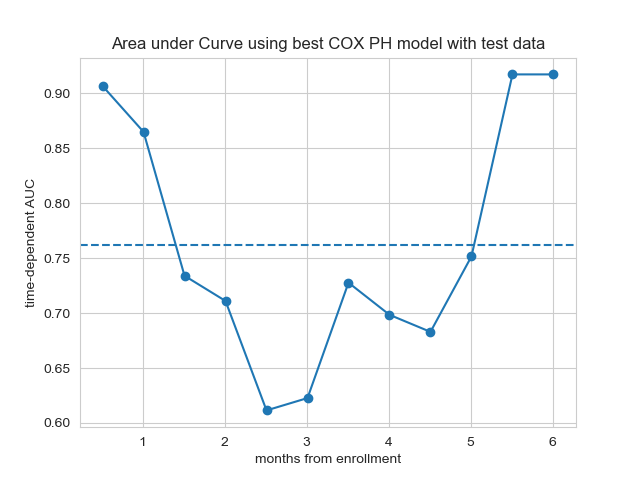 Area under Curve using best COX PH model with test data
time-dependent AUC
0.90
0.85
0.80
0.75
0.70
0.65
0.60
1 2 3 4 5 6
months from enrollment